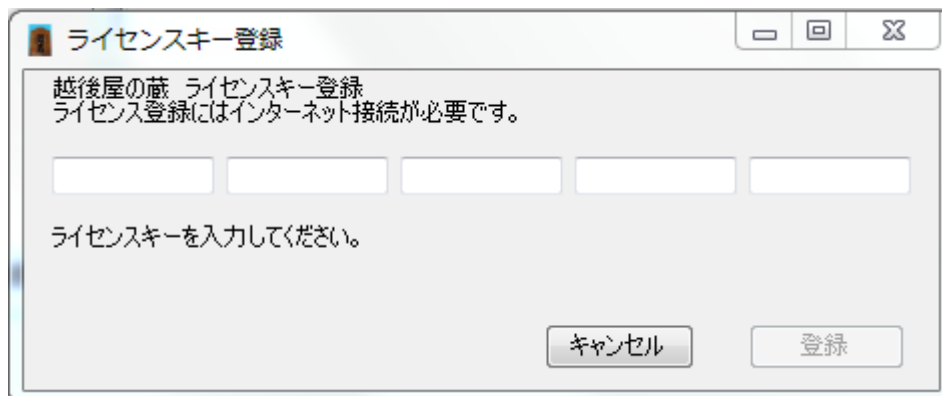 ライセンスキー登録
越後屋の蔵 ライセンスキー登録
ライセンス登録にはインターネット接続が必要です。
ライセンスキーを入力してください。
キャンセル 登録